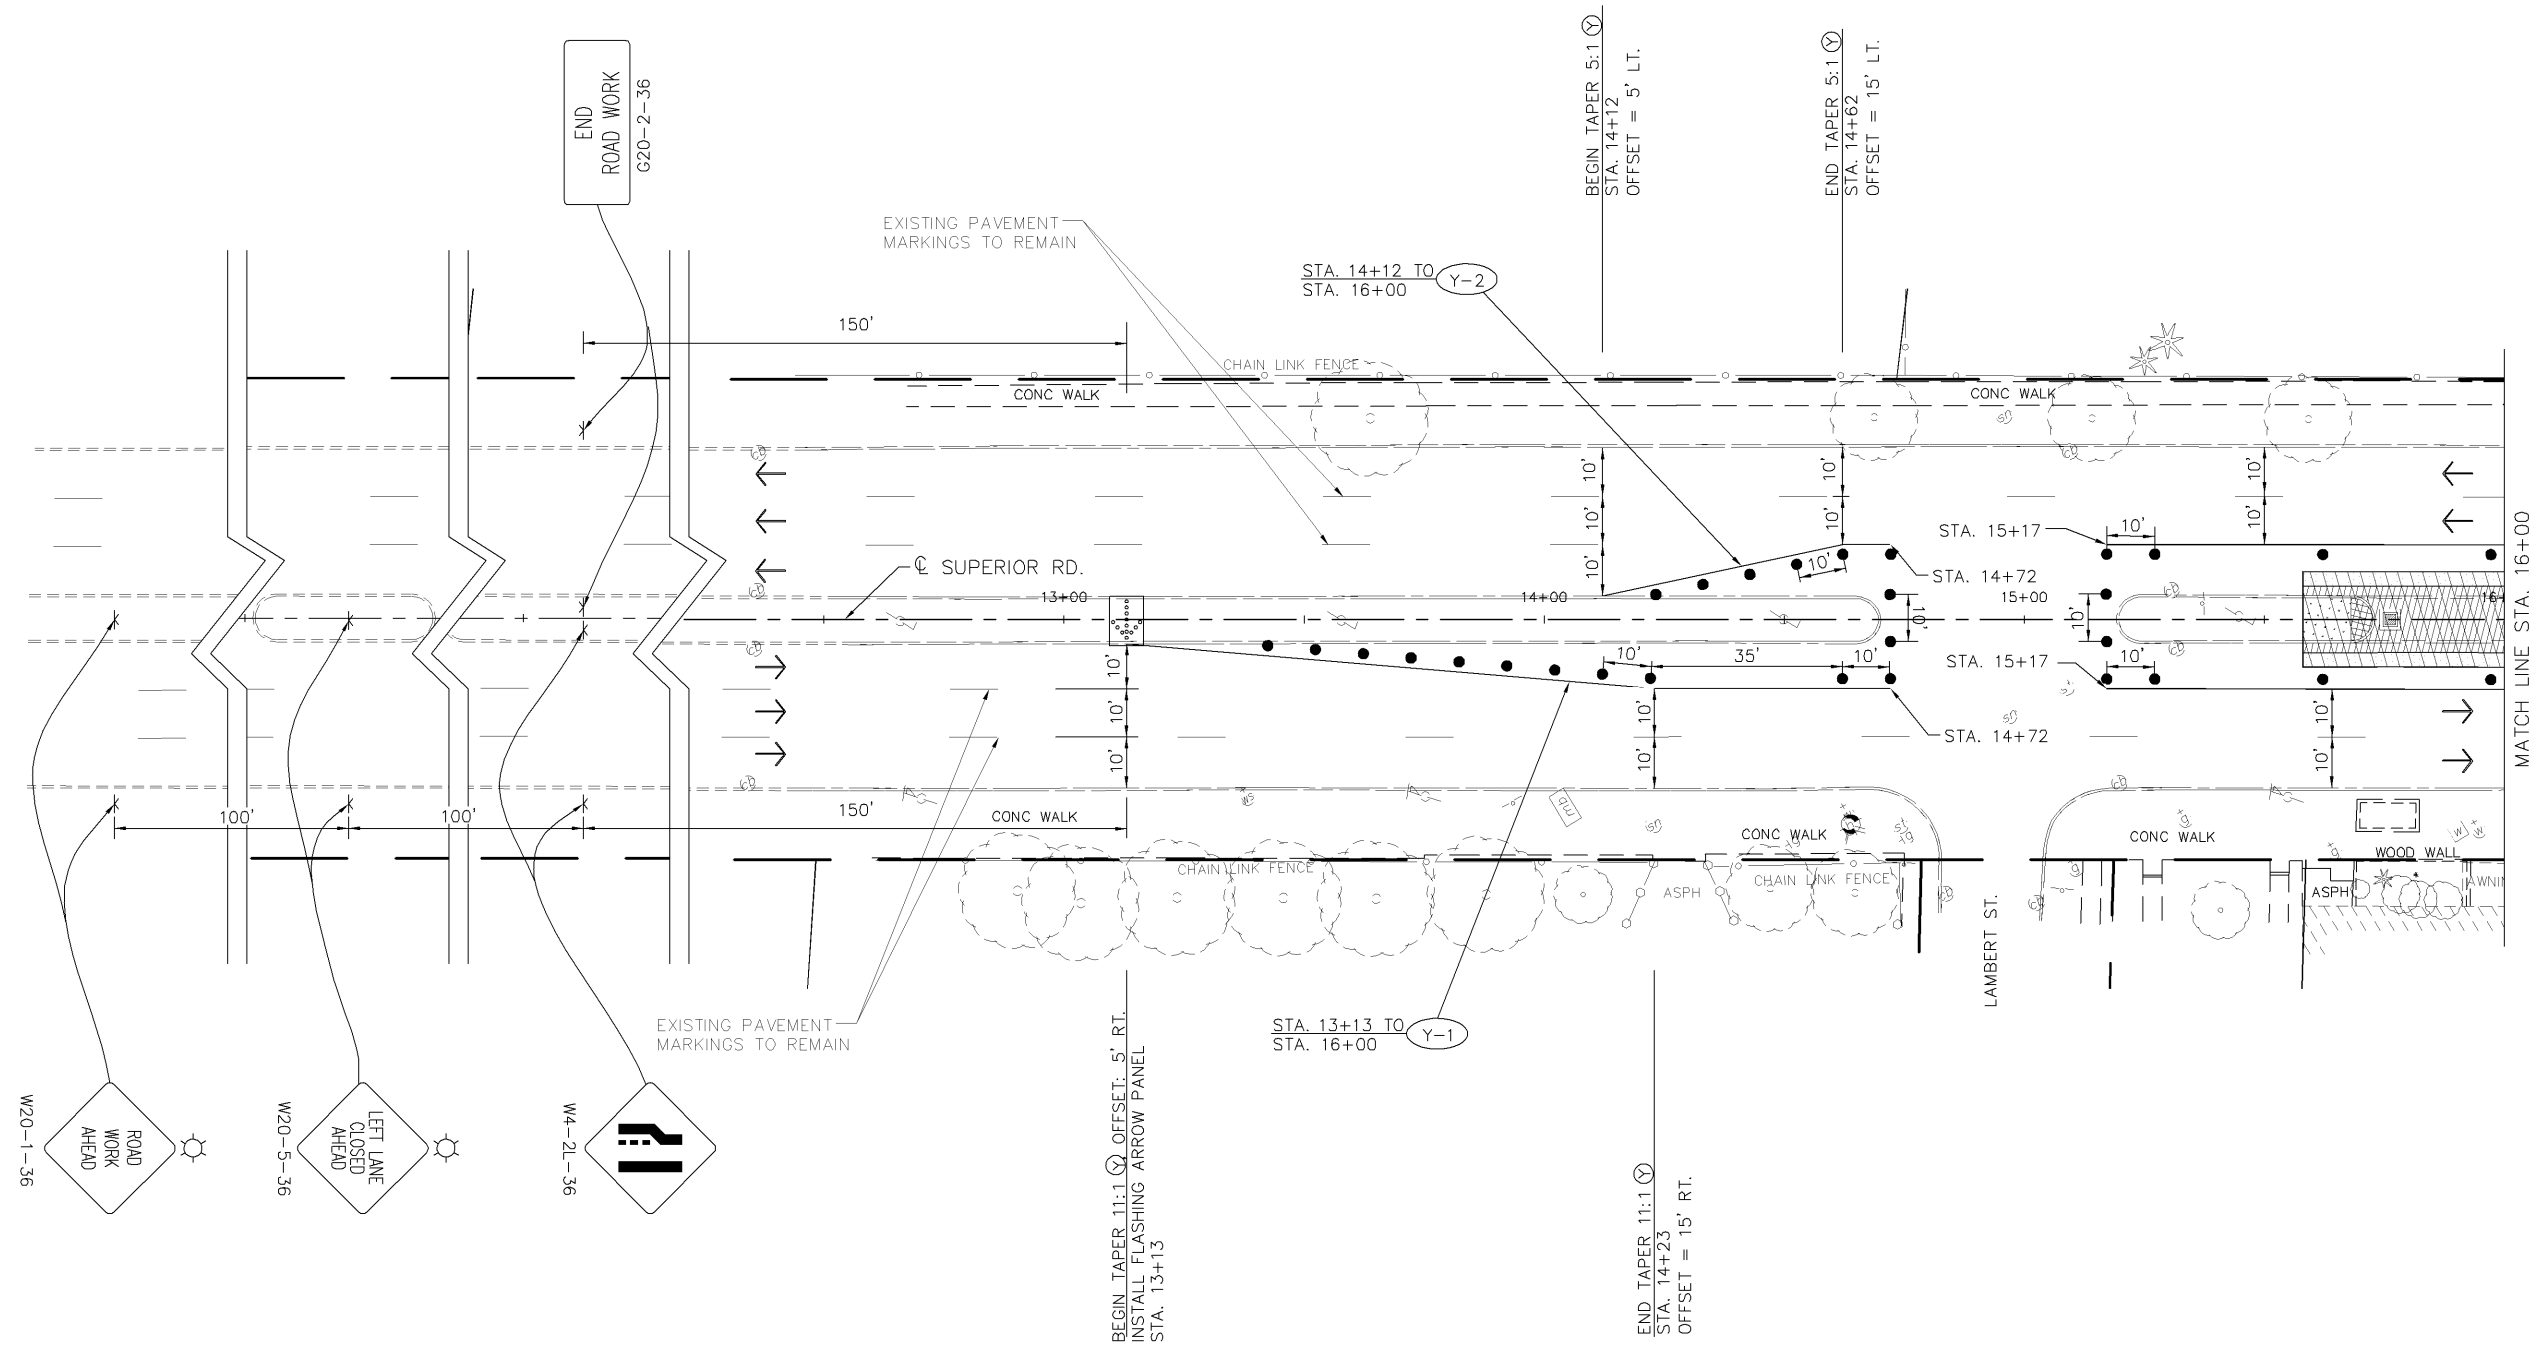 END
ROAD WORK
G20-2-36
BEGIN TAPER 5:1 Y
STA. 14+12
OFFSET = 5' LT.
END TAPER 5:1 Y
STA. 14+62
OFFSET = 15' LT.
EXISTING PAVEMENT
MARKINGS TO REMAIN
STA. 14+12 TO
STA. 16+00
Y-2
150'
CHAIN LINK FENCE
CONC WALK
CONC WALK
10'
10'
10'
10'
10'
10'
10'
10'
STA. 15+17
10'
℄ SUPERIOR RD.
STA. 14+72
13+00
14+00
15+00
16+
10'
10'
10'
35'
10'
STA. 15+17
10'
10'
10'
10'
10'
10'
10'
10'
STA. 14+72
MATCH LINE STA. 16+00
100'
100'
150'
CONC WALK
CONC WALK
CONC WALK
WOOD WALL
CHAIN LINK FENCE
ASPH
CHAIN LINK FENCE
ASPH
AWNIN
LAMBERT ST.
EXISTING PAVEMENT
MARKINGS TO REMAIN
STA. 13+13 TO
STA. 16+00
Y-1
W20-1-36
ROAD
WORK
AHEAD
W20-5-36
LEFT LANE
CLOSED
AHEAD
W4-2L-36
BEGIN TAPER 11:1 Y OFFSET: 5' RT.
INSTALL FLASHING ARROW PANEL
STA. 13+13
END TAPER 11:1 Y
STA. 14+23
OFFSET = 15' RT.